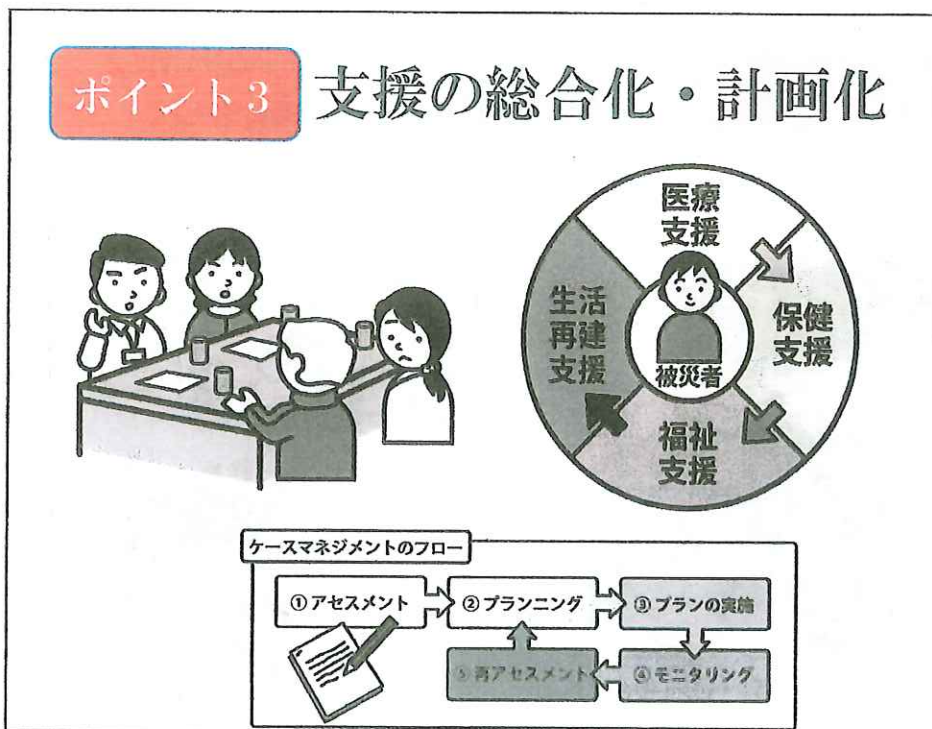 ポイント3
支援の総合化・計画化
医療
支援
保健
支援
福祉
支援
生活
再建
支援
被災者
ケースマネジメントのフロー
①アセスメント
②プランニング
③プランの実施
④モニタリング
⑤再アセスメント